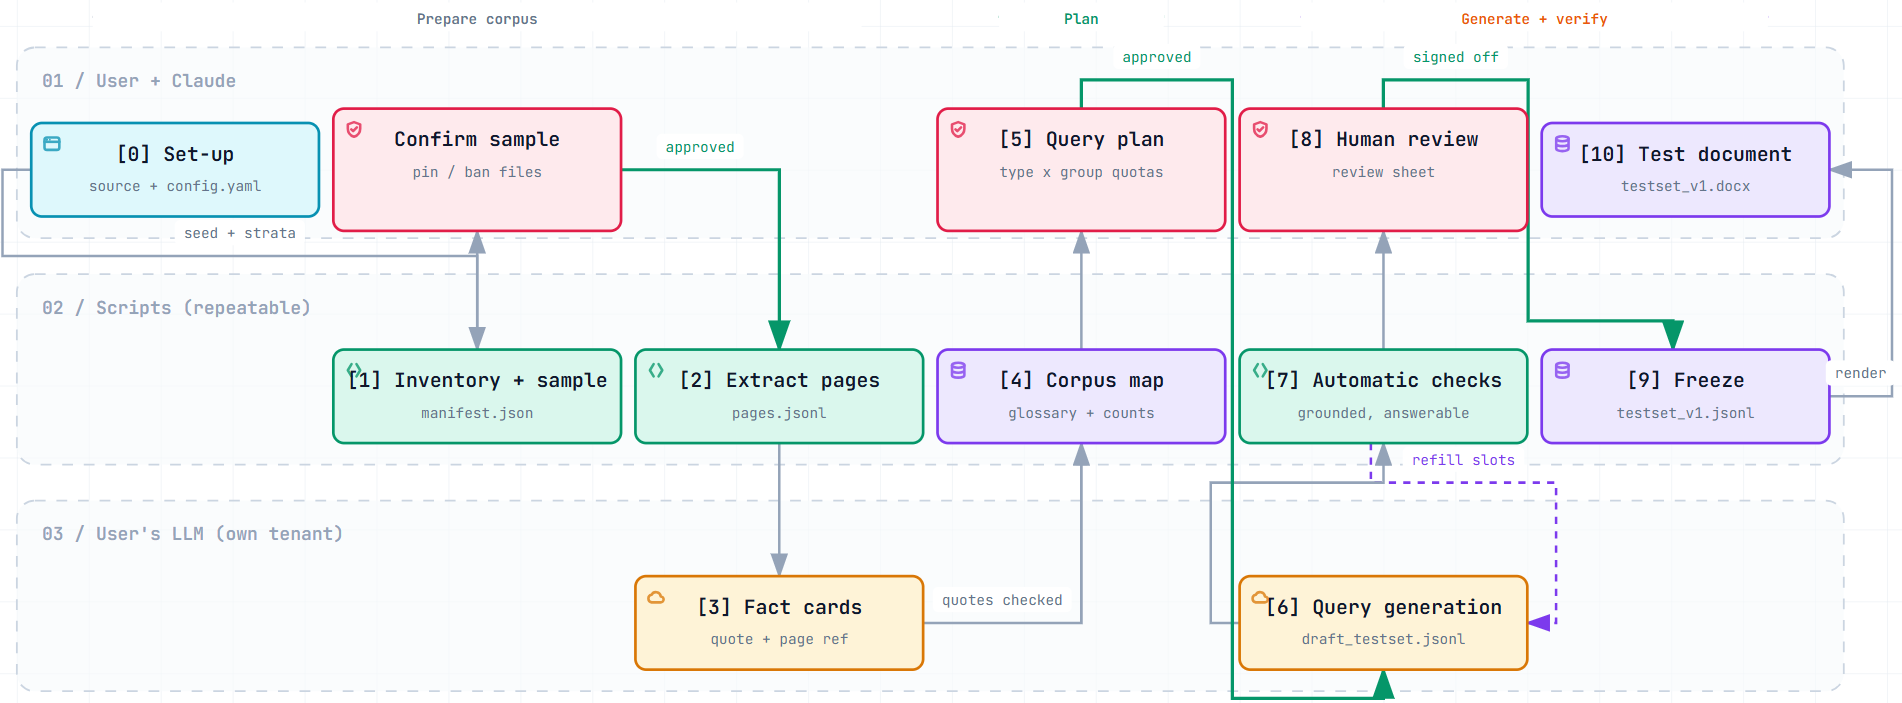 Prepare corpus
Plan
Generate + verify
01 / User + Claude
approved
signed off
[0] Set-up
source + config.yaml
Confirm sample
pin / ban files
approved
[5] Query plan
type x group quotas
[8] Human review
review sheet
[10] Test document
testset_v1.docx
seed + strata
02 / Scripts (repeatable)
[1] Inventory + sample
manifest.json
[2] Extract pages
pages.jsonl
[4] Corpus map
glossary + counts
[7] Automatic checks
grounded, answerable
[9] Freeze
testset_v1.jsonl
render
refill slots
03 / User's LLM (own tenant)
[3] Fact cards
quote + page ref
quotes checked
[6] Query generation
draft_testset.jsonl